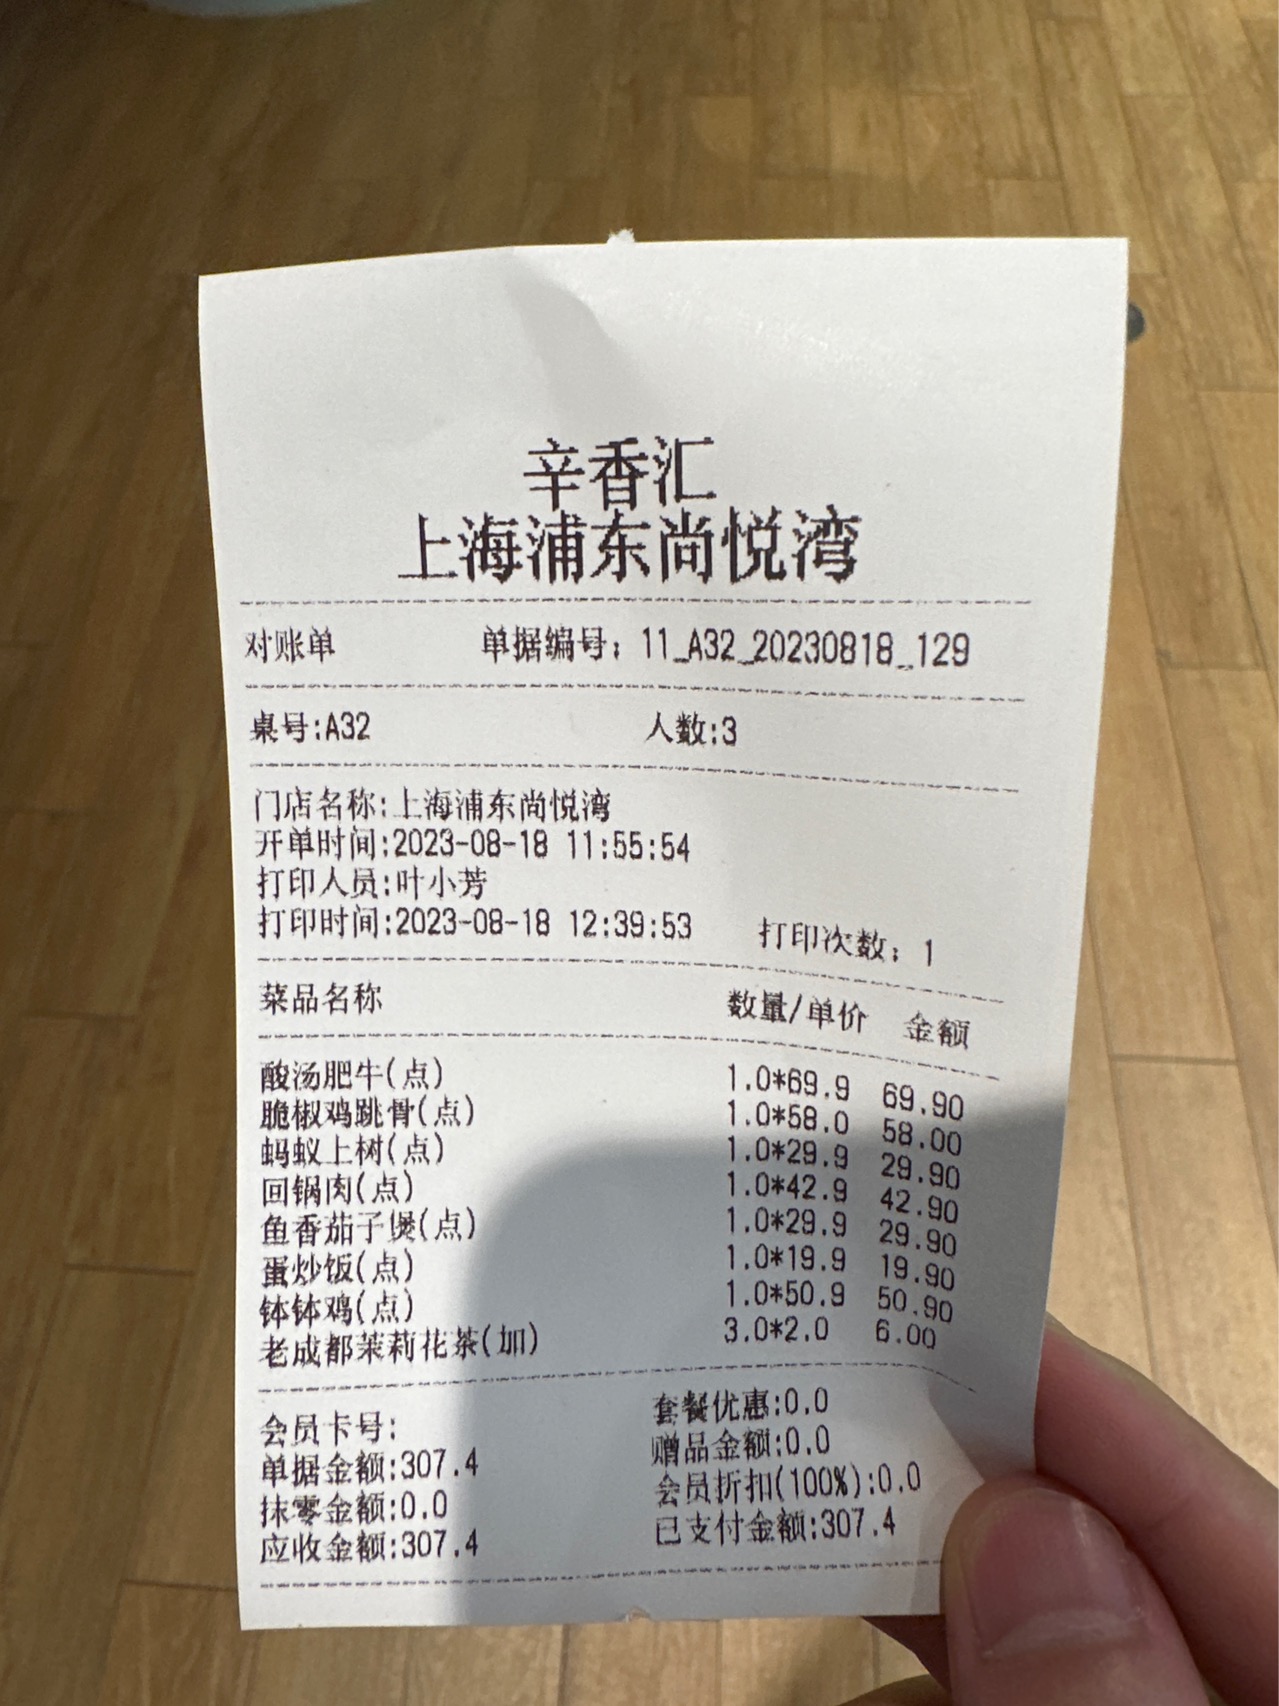 辛香汇
上海浦东尚悦湾
对账单 单据编号：11_A32_20230818_129
桌号:A32 人数:3
门店名称:上海浦东尚悦湾
开单时间:2023-08-18 11:55:54
打印人员:叶小芳
打印时间:2023-08-18 12:39:53 打印次数：1
菜品名称 数量/单价 金额
酸汤肥牛(点) 1.0*69.9 69.90
脆椒鸡跳骨(点) 1.0*58.0 58.00
蚂蚁上树(点) 1.0*29.9 29.90
回锅肉(点) 1.0*42.9 42.90
鱼香茄子煲(点) 1.0*29.9 29.90
蛋炒饭(点) 1.0*19.9 19.90
钵钵鸡(点) 1.0*50.9 50.90
老成都茉莉花茶(加) 3.0*2.0 6.00
会员卡号: 套餐优惠:0.0
单据金额:307.4 赠品金额:0.0
抹零金额:0.0 会员折扣(100%):0.0
应收金额:307.4 已支付金额:307.4